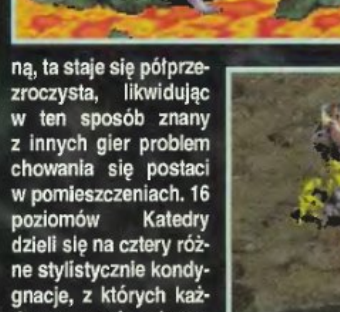 ną, ta staje się półprze-
zroczysta, likwidując
w ten sposób znany
z innych gier problem
chowania się postaci
w pomieszczeniach. 16
poziomów Katedry
dzieli się na cztery róż-
ne stylistycznie kondy-
gnacje, z których każ-